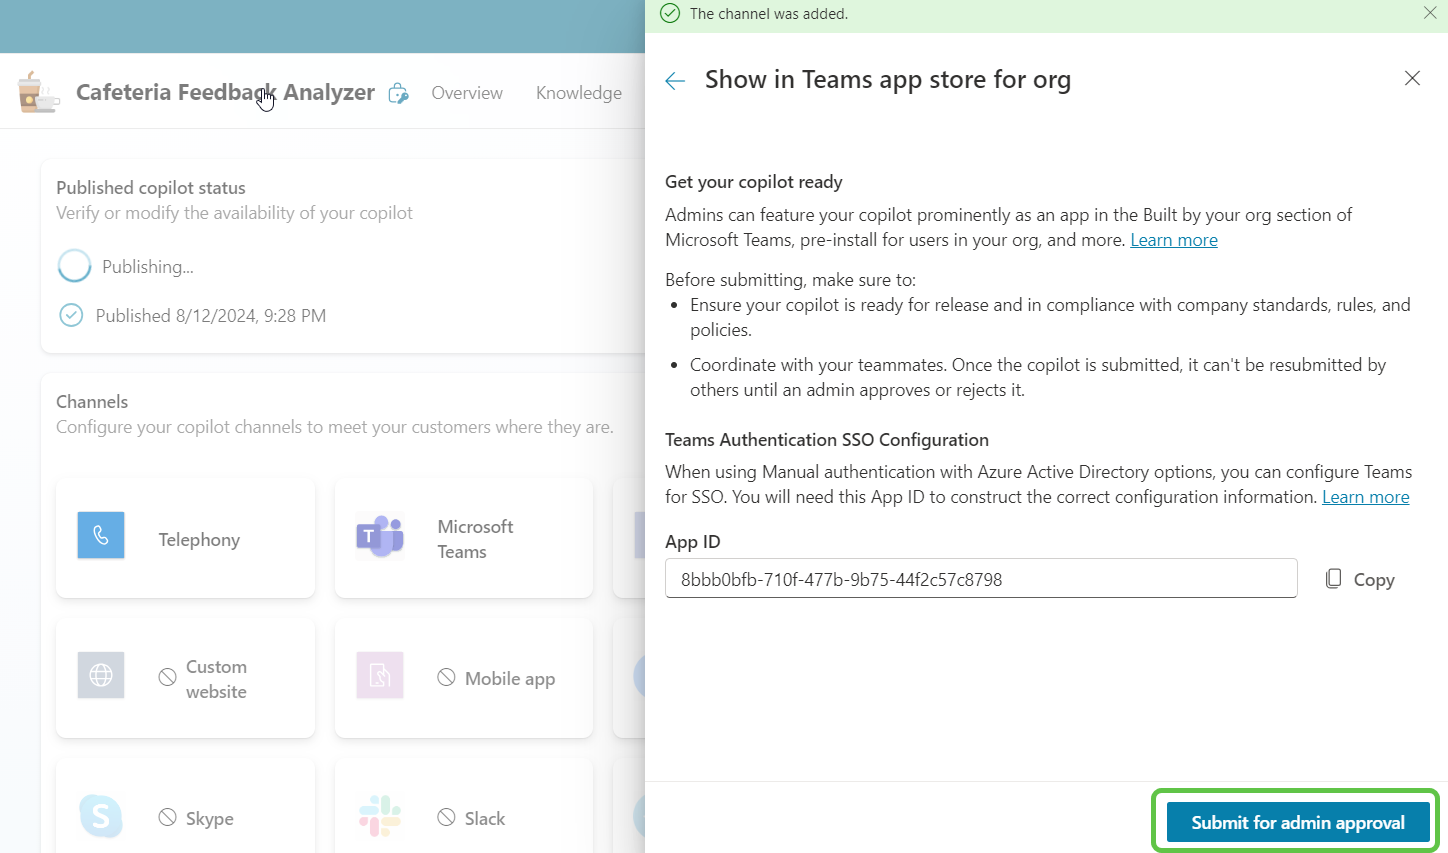 The channel was added.
Cafeteria Feedback Analyzer
Overview
Knowledge
Published copilot status
Verify or modify the availability of your copilot
Publishing...
Published 8/12/2024, 9:28 PM
Channels
Configure your copilot channels to meet your customers where they are.
Telephony
Microsoft
Teams
Custom
website
Mobile app
Skype
Slack
Show in Teams app store for org
Get your copilot ready
Admins can feature your copilot prominently as an app in the Built by your org section of
Microsoft Teams, pre-install for users in your org, and more. Learn more
Before submitting, make sure to:
• Ensure your copilot is ready for release and in compliance with company standards, rules, and
policies.
• Coordinate with your teammates. Once the copilot is submitted, it can't be resubmitted by
others until an admin approves or rejects it.
Teams Authentication SSO Configuration
When using Manual authentication with Azure Active Directory options, you can configure Teams
for SSO. You will need this App ID to construct the correct configuration information. Learn more
App ID
8bbb0bfb-710f-477b-9b75-44f2c57c8798
Copy
Submit for admin approval